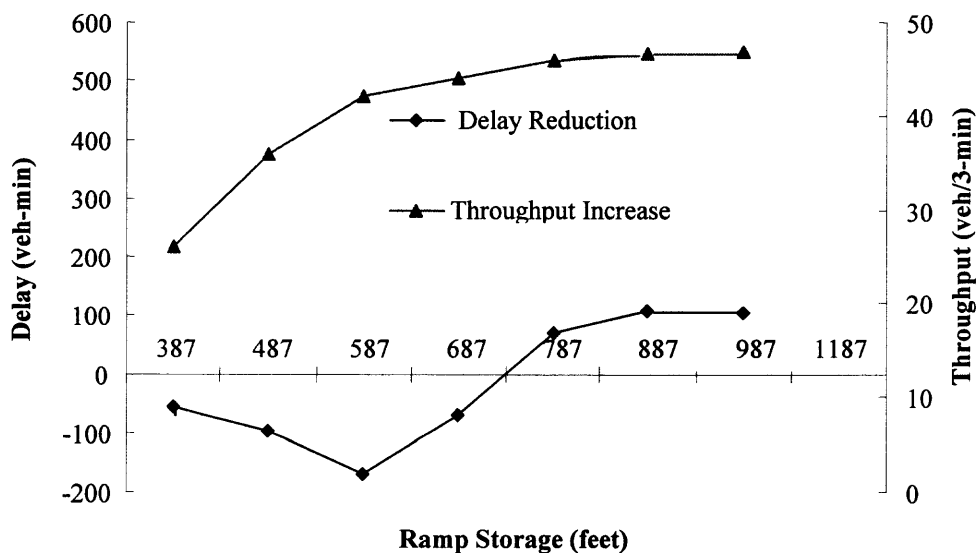 600
500
400
300
200
100
0
-100
-200
Delay (veh-min)
Delay Reduction
Throughput Increase
387 487 587 687 787 887 987 1187
Ramp Storage (feet)
50
40
30
20
10
0
Throughput (veh/3-min)